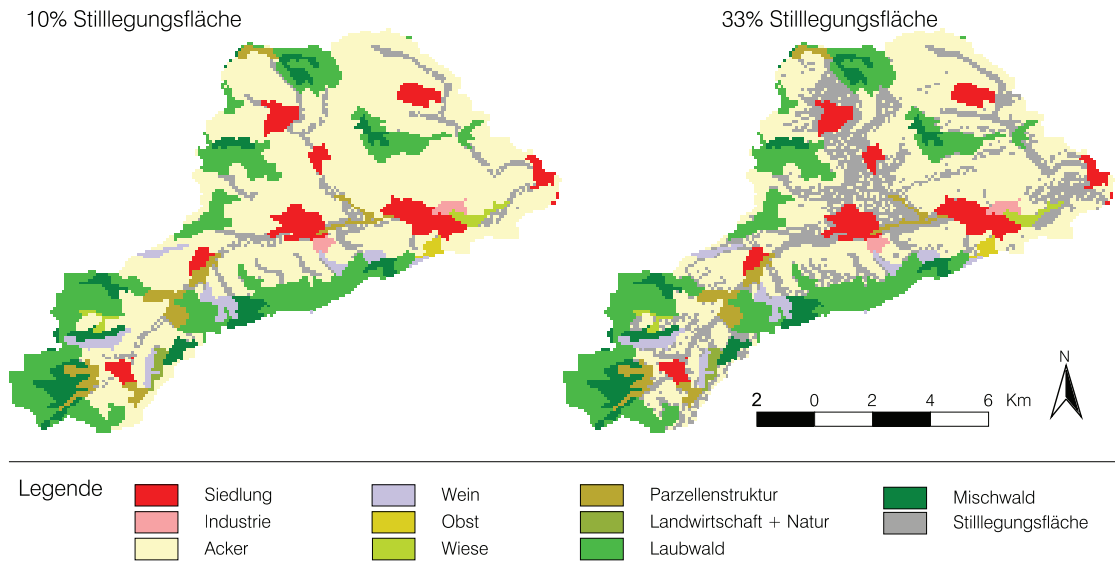 10% Stilllegungsfläche
33% Stilllegungsfläche
N
2 0 2 4 6 Km
Legende
Siedlung
Industrie
Acker
Wein
Obst
Wiese
Parzellenstruktur
Landwirtschaft + Natur
Laubwald
Mischwald
Stilllegungsfläche